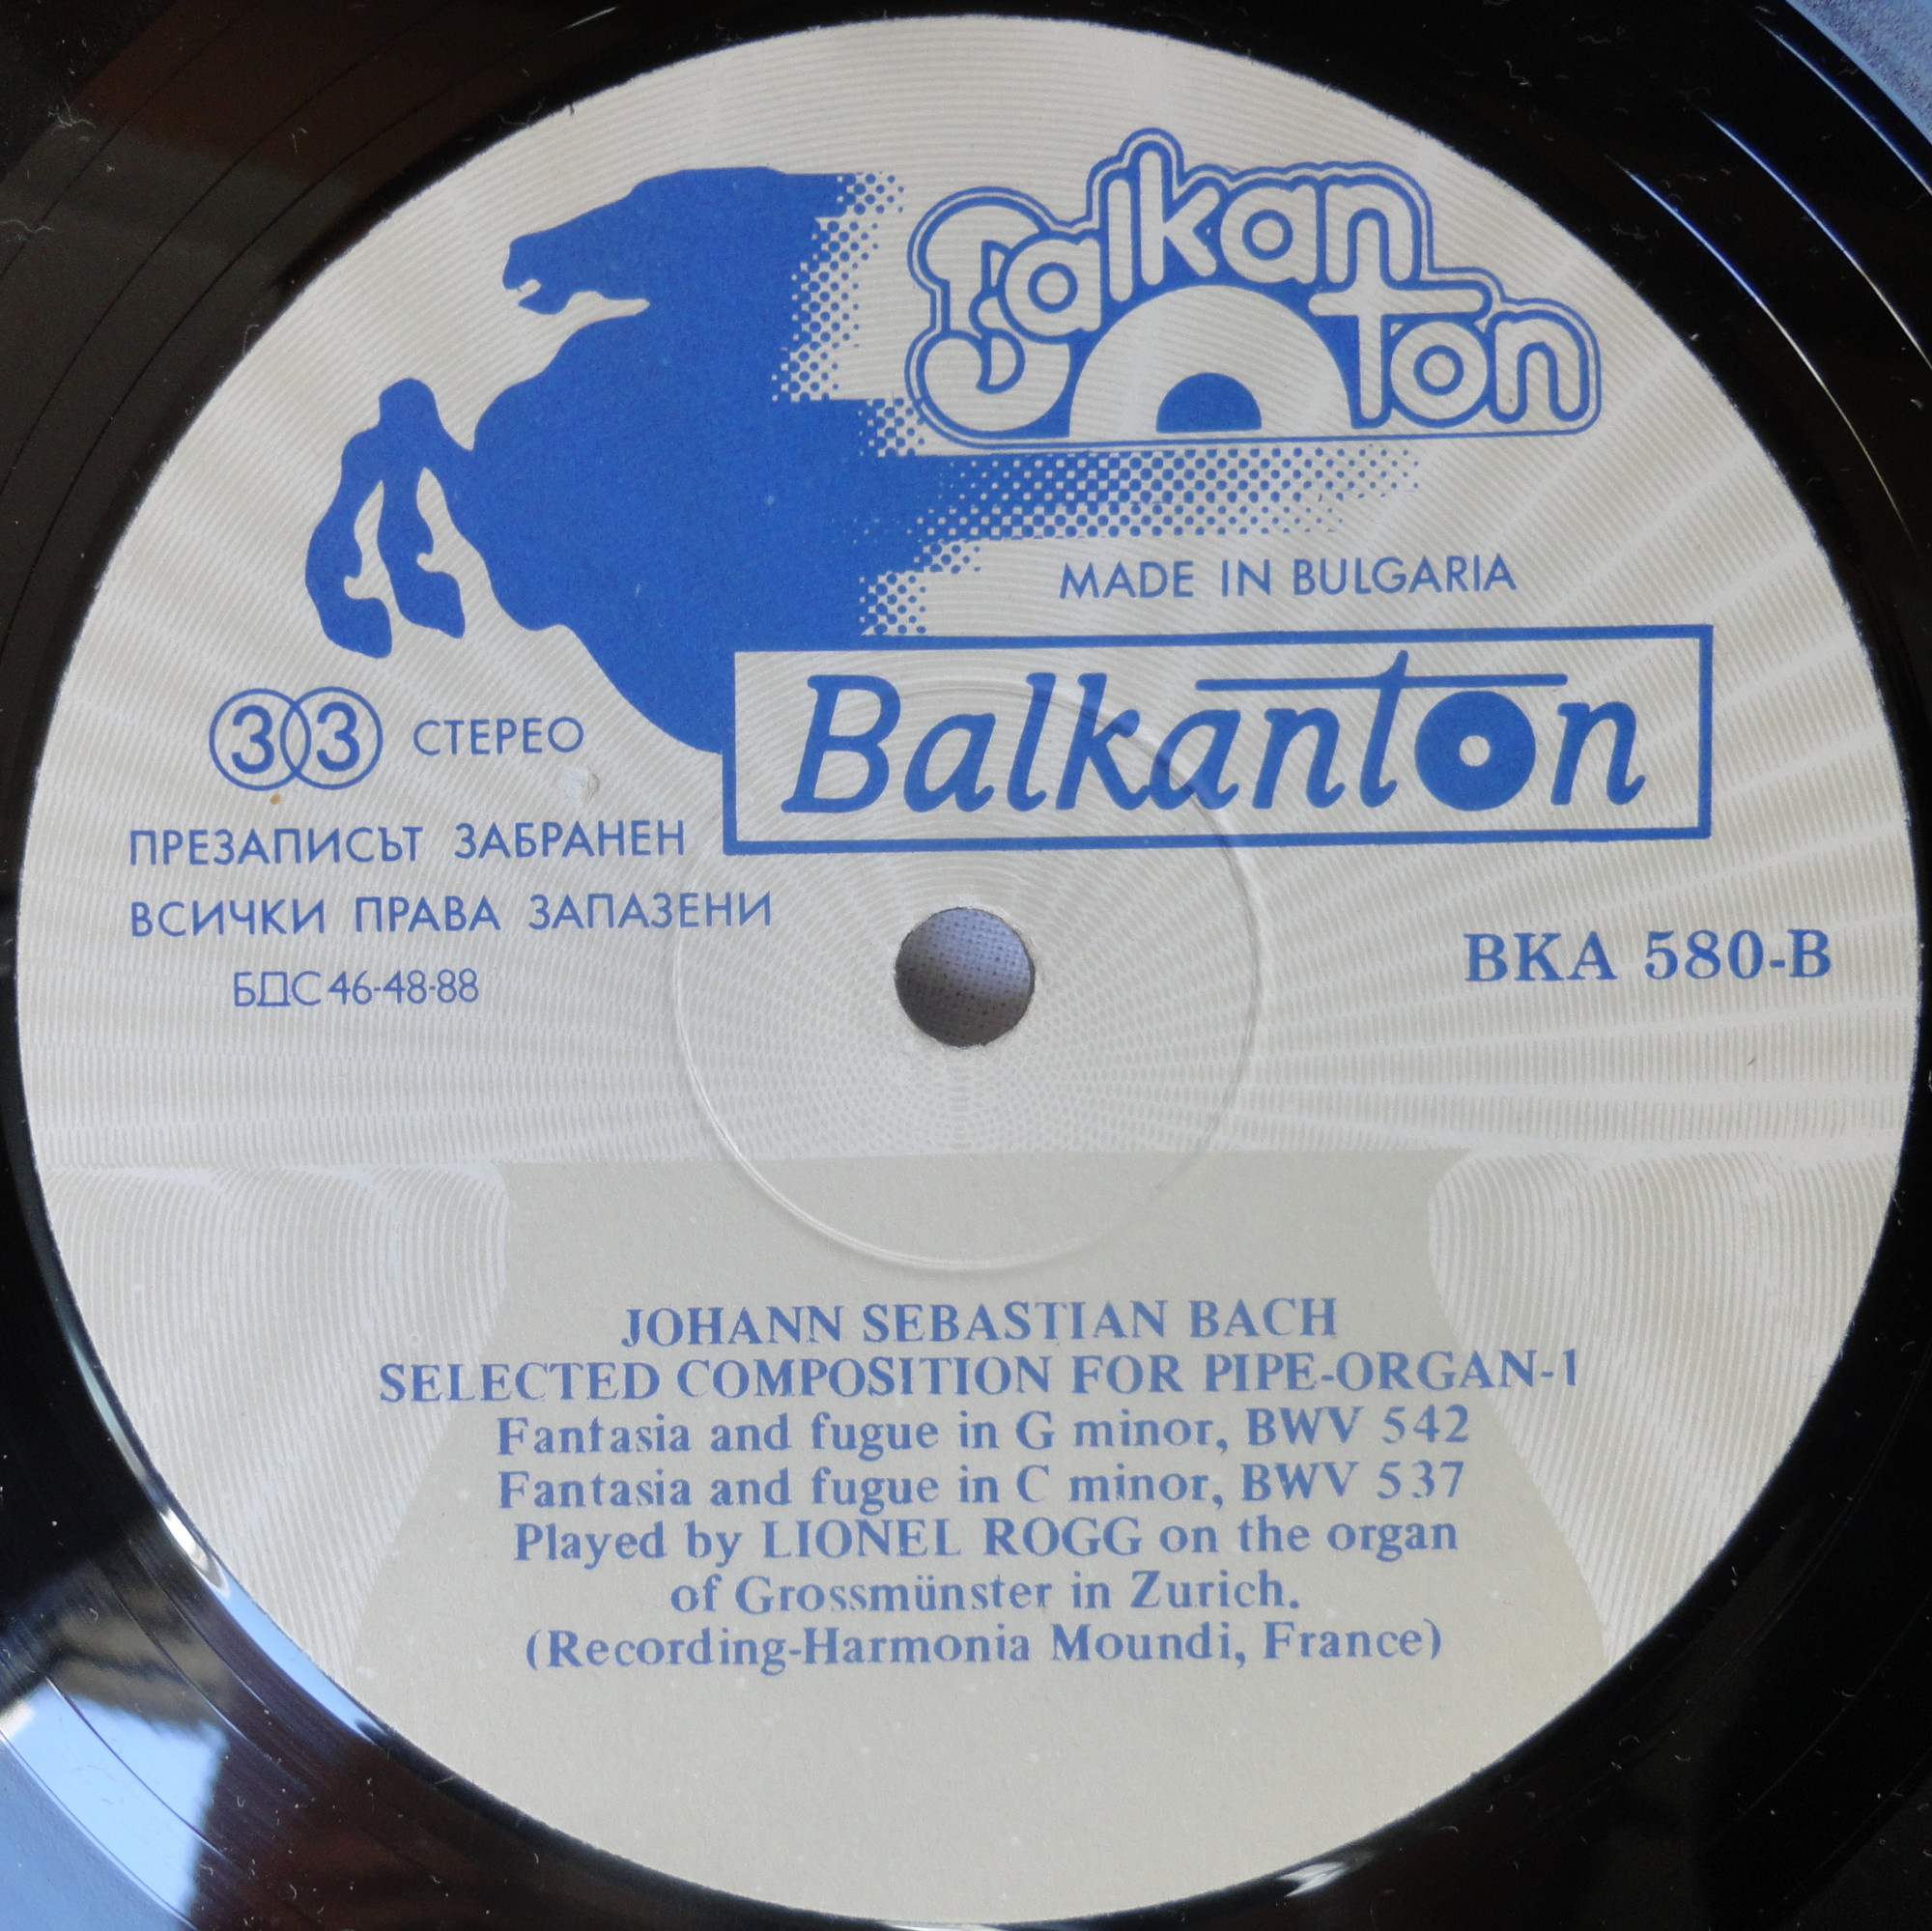 Balkan
ton
MADE IN BULGARIA
Balkanton
33 СТЕРЕО
ПРЕЗАПИСЪТ ЗАБРАНЕН
ВСИЧКИ ПРАВА ЗАПАЗЕНИ
БДС 46-48-88
ВКА 580-В
JOHANN SEBASTIAN BACH
SELECTED COMPOSITION FOR PIPE-ORGAN-1
Fantasia and fugue in G minor, BWV 542
Fantasia and fugue in C minor, BWV 537
Played by LIONEL ROGG on the organ
of Grossmünster in Zurich.
(Recording-Harmonia Moundi, France)